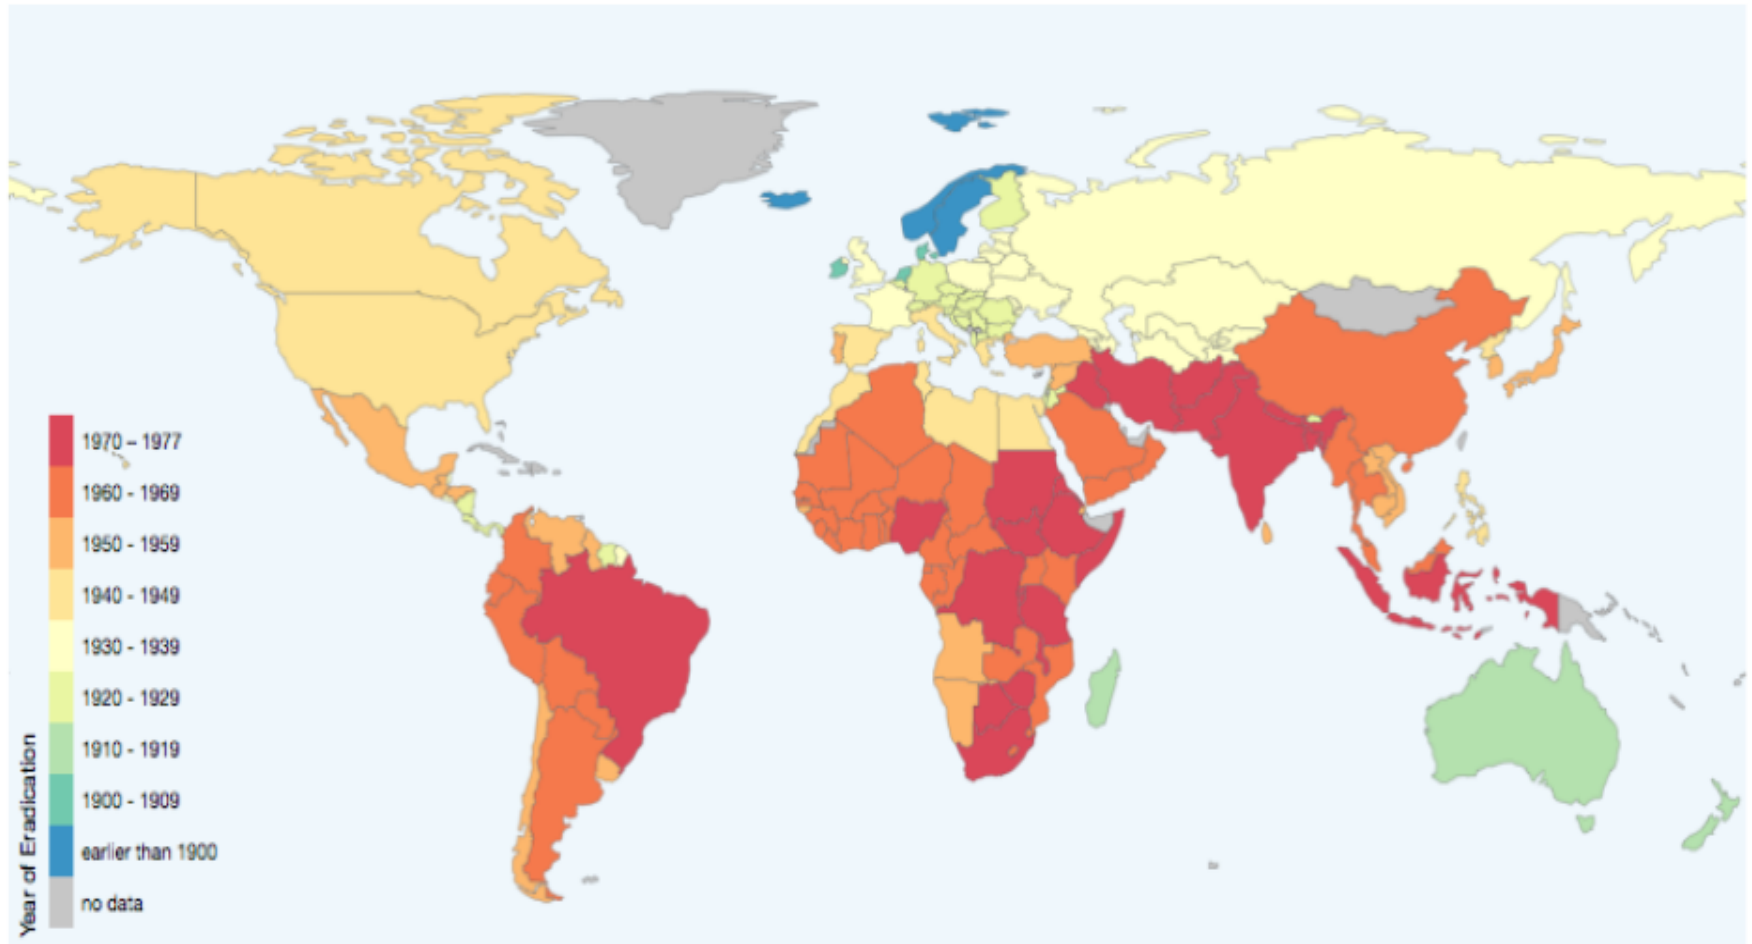 Year of Eradication
1970 – 1977
1960 - 1969
1950 - 1959
1940 - 1949
1930 - 1939
1920 - 1929
1910 - 1919
1900 - 1909
earlier than 1900
no data